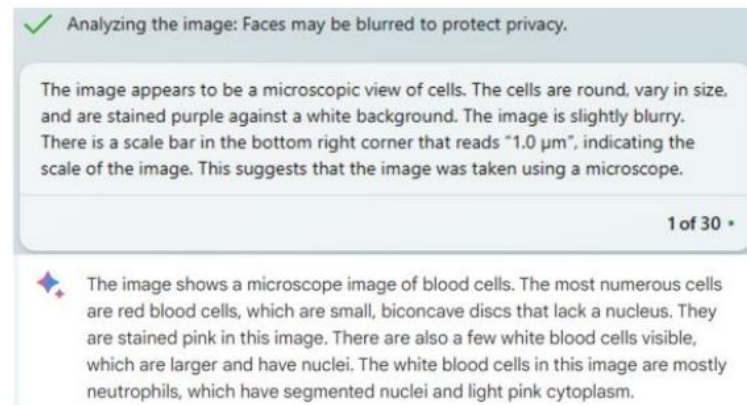 Analyzing the image: Faces may be blurred to protect privacy.
The image appears to be a microscopic view of cells. The cells are round, vary in size,
and are stained purple against a white background. The image is slightly blurry.
There is a scale bar in the bottom right corner that reads "1.0 μm", indicating the
scale of the image. This suggests that the image was taken using a microscope.
1 of 30
The image shows a microscope image of blood cells. The most numerous cells
are red blood cells, which are small, biconcave discs that lack a nucleus. They
are stained pink in this image. There are also a few white blood cells visible,
which are larger and have nuclei. The white blood cells in this image are mostly
neutrophils, which have segmented nuclei and light pink cytoplasm.